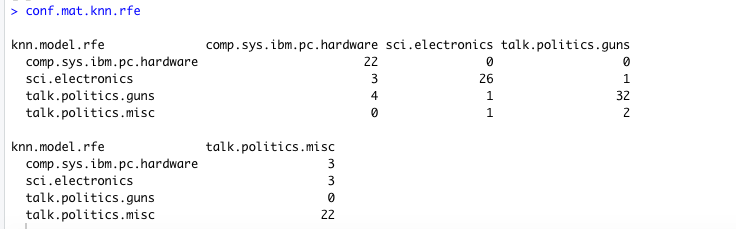 > conf.mat.knn.rfe
knn.model.rfe comp.sys.ibm.pc.hardware sci.electronics talk.politics.guns
comp.sys.ibm.pc.hardware 22 0 0
sci.electronics 3 26 1
talk.politics.guns 4 1 32
talk.politics.misc 0 1 2
knn.model.rfe talk.politics.misc
comp.sys.ibm.pc.hardware 3
sci.electronics 3
talk.politics.guns 0
talk.politics.misc 22